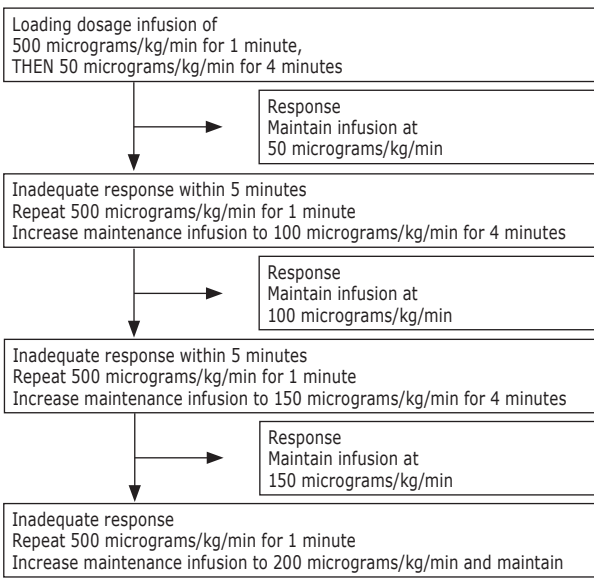 Loading dosage infusion of
500 micrograms/kg/min for 1 minute,
THEN 50 micrograms/kg/min for 4 minutes
Response
Maintain infusion at
50 micrograms/kg/min
Inadequate response within 5 minutes
Repeat 500 micrograms/kg/min for 1 minute
Increase maintenance infusion to 100 micrograms/kg/min for 4 minutes
Response
Maintain infusion at
100 micrograms/kg/min
Inadequate response within 5 minutes
Repeat 500 micrograms/kg/min for 1 minute
Increase maintenance infusion to 150 micrograms/kg/min for 4 minutes
Response
Maintain infusion at
150 micrograms/kg/min
Inadequate response
Repeat 500 micrograms/kg/min for 1 minute
Increase maintenance infusion to 200 micrograms/kg/min and maintain